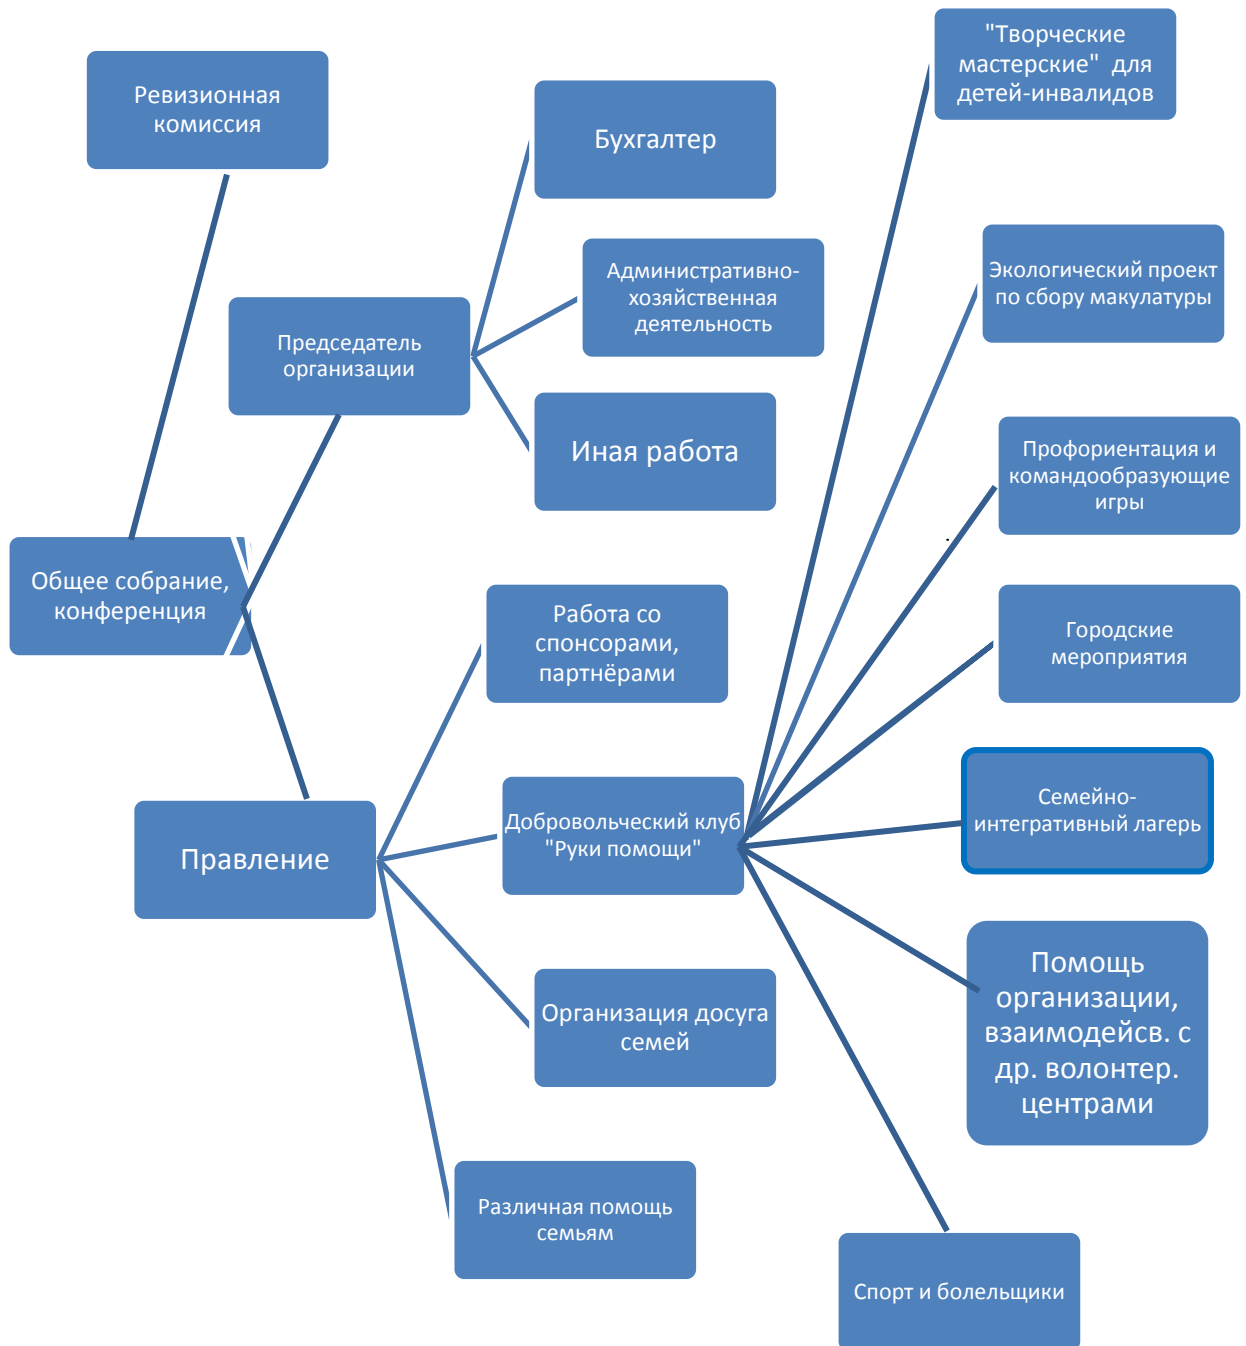 Ревизионная
комиссия
Председатель
организации
Общее собрание,
конференция
Правление
Бухгалтер
Административно-
хозяйственная
деятельность
Иная работа
Работа со
спонсорами,
партнёрами
Добровольческий клуб
"Руки помощи"
Организация досуга
семей
Различная помощь
семьям
"Творческие
мастерские" для
детей-инвалидов
Экологический проект
по сбору макулатуры
Профориентация и
командообразующие
игры
Городские
мероприятия
Семейно-
интегративный лагерь
Помощь
организации,
взаимодейсв. с
др. волонтер.
центрами
Спорт и болельщики